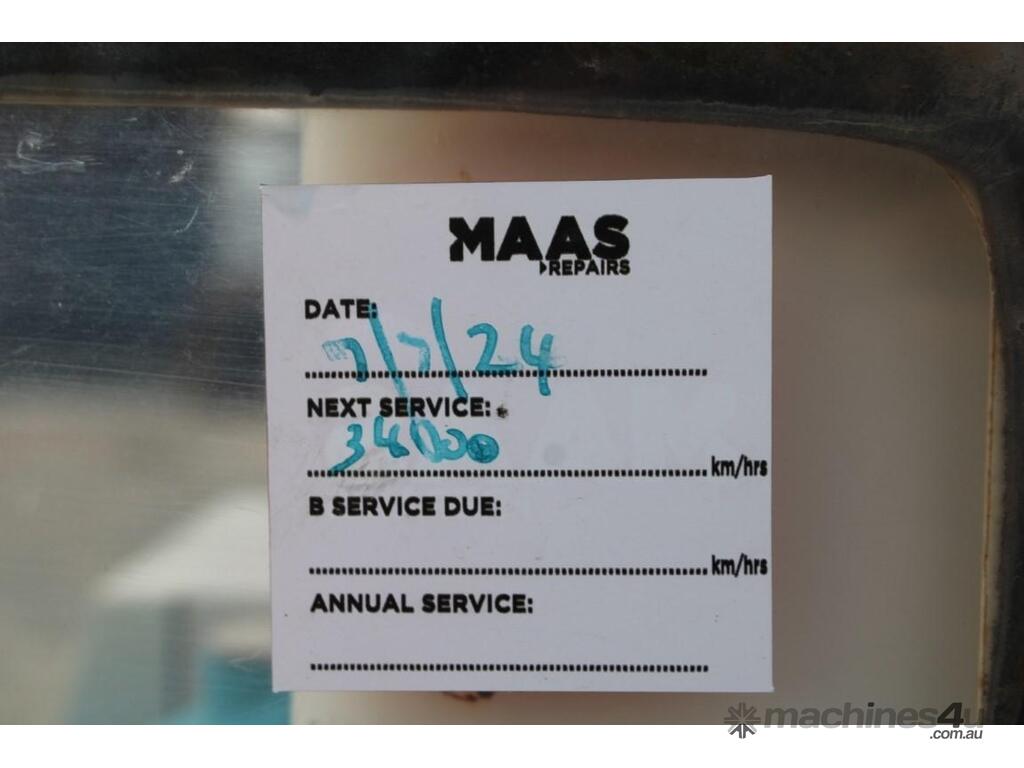 MAAS
REPAIRS
DATE:
7/7/24
NEXT SERVICE:
34000
km/hrs
B SERVICE DUE:
km/hrs
ANNUAL SERVICE:
machines4u
.com.au